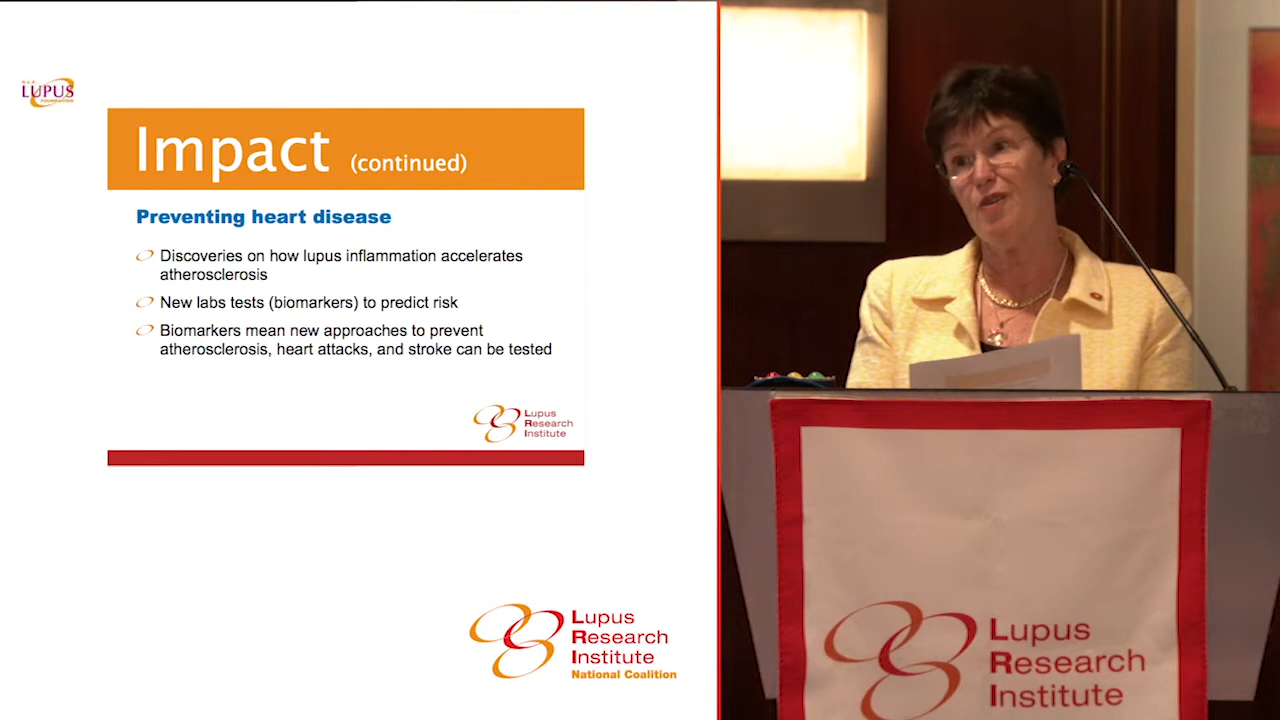 S.L.E.
LUPUS
FOUNDATION
Impact (continued)
Preventing heart disease
Discoveries on how lupus inflammation accelerates
atherosclerosis
New labs tests (biomarkers) to predict risk
Biomarkers mean new approaches to prevent
atherosclerosis, heart attacks, and stroke can be tested
Lupus
Research
Institute
Lupus
Research
Institute
National Coalition
Lupus
Research
Institute